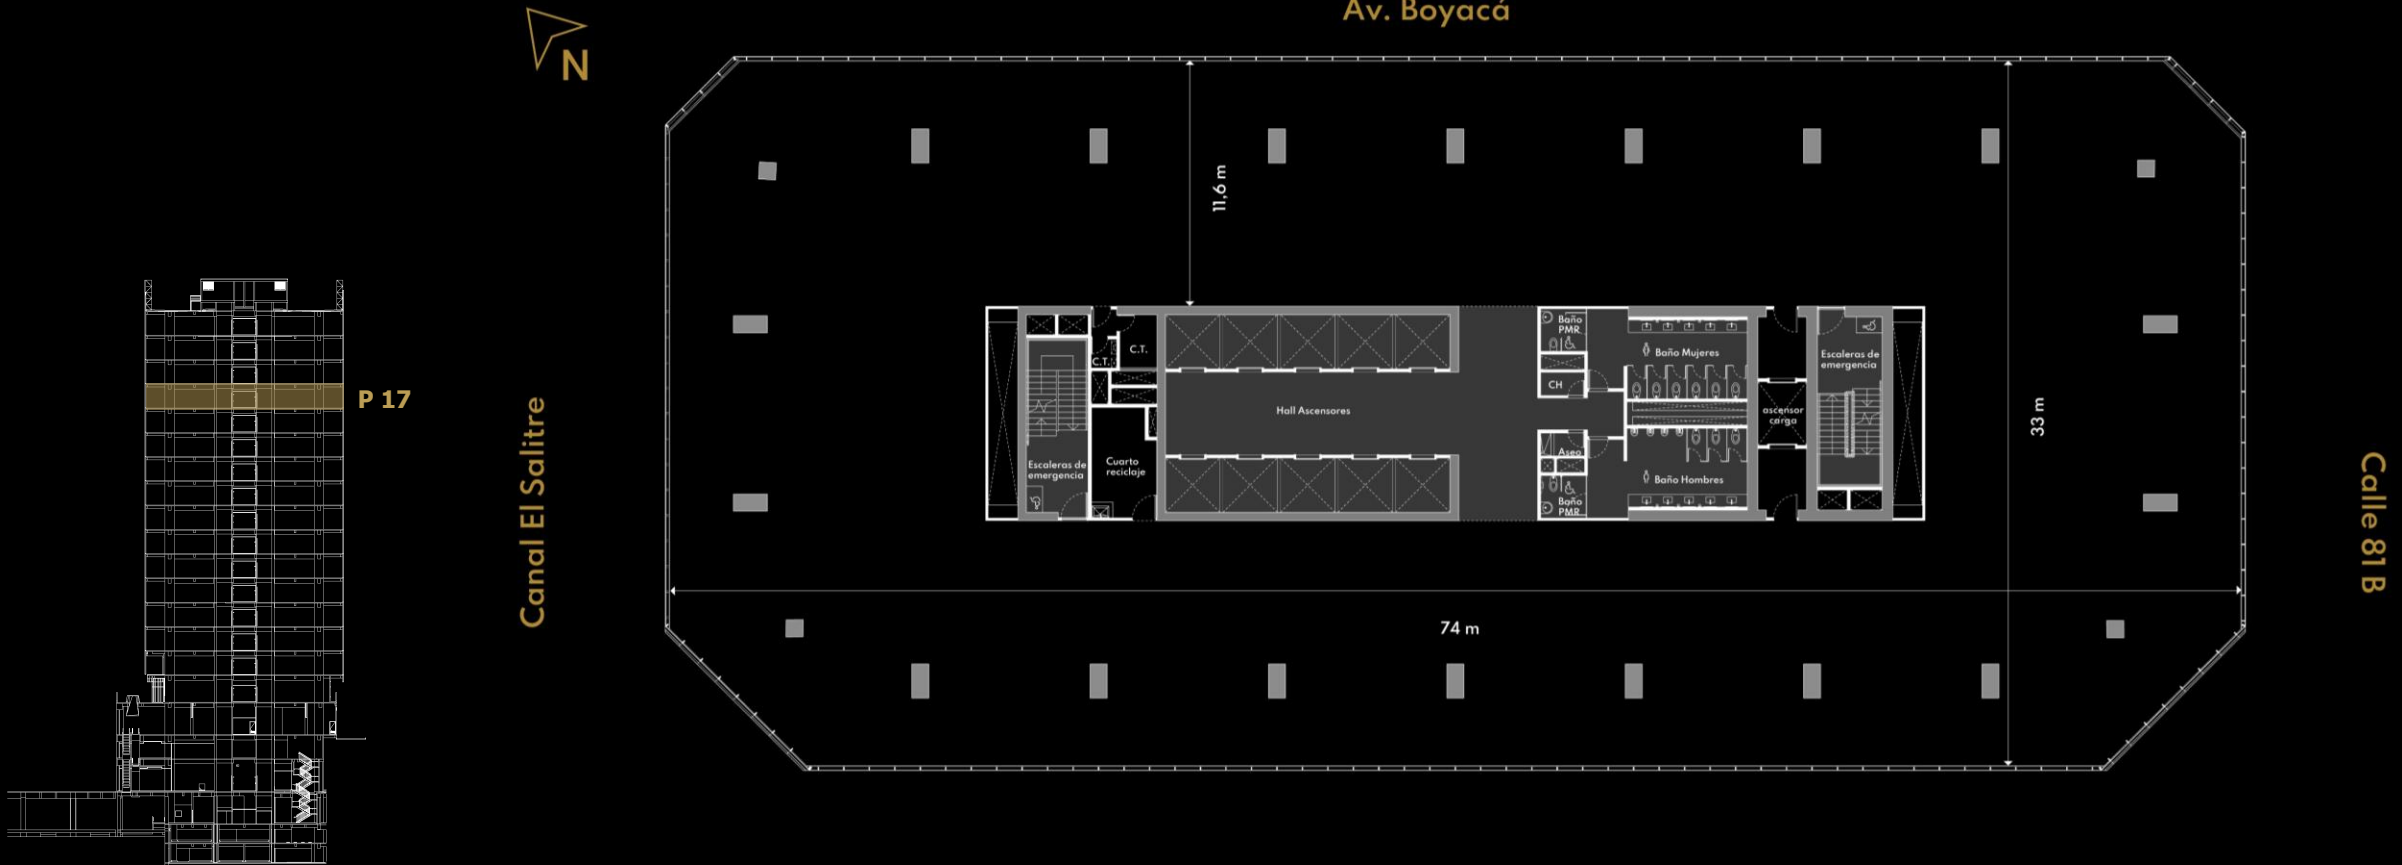 Av. Boyacá
N
11,6 m
Baño
PMR
Baño Mujeres
Escaleras de
emergencia
C.T.
C.T.
CH
P 17
Hall Ascensores
ascensor
carga
33 m
Canal El Salitre
Calle 81 B
Escaleras de
emergencia
Cuarto
reciclaje
Aseo
Baño Hombres
Baño
PMR
74 m